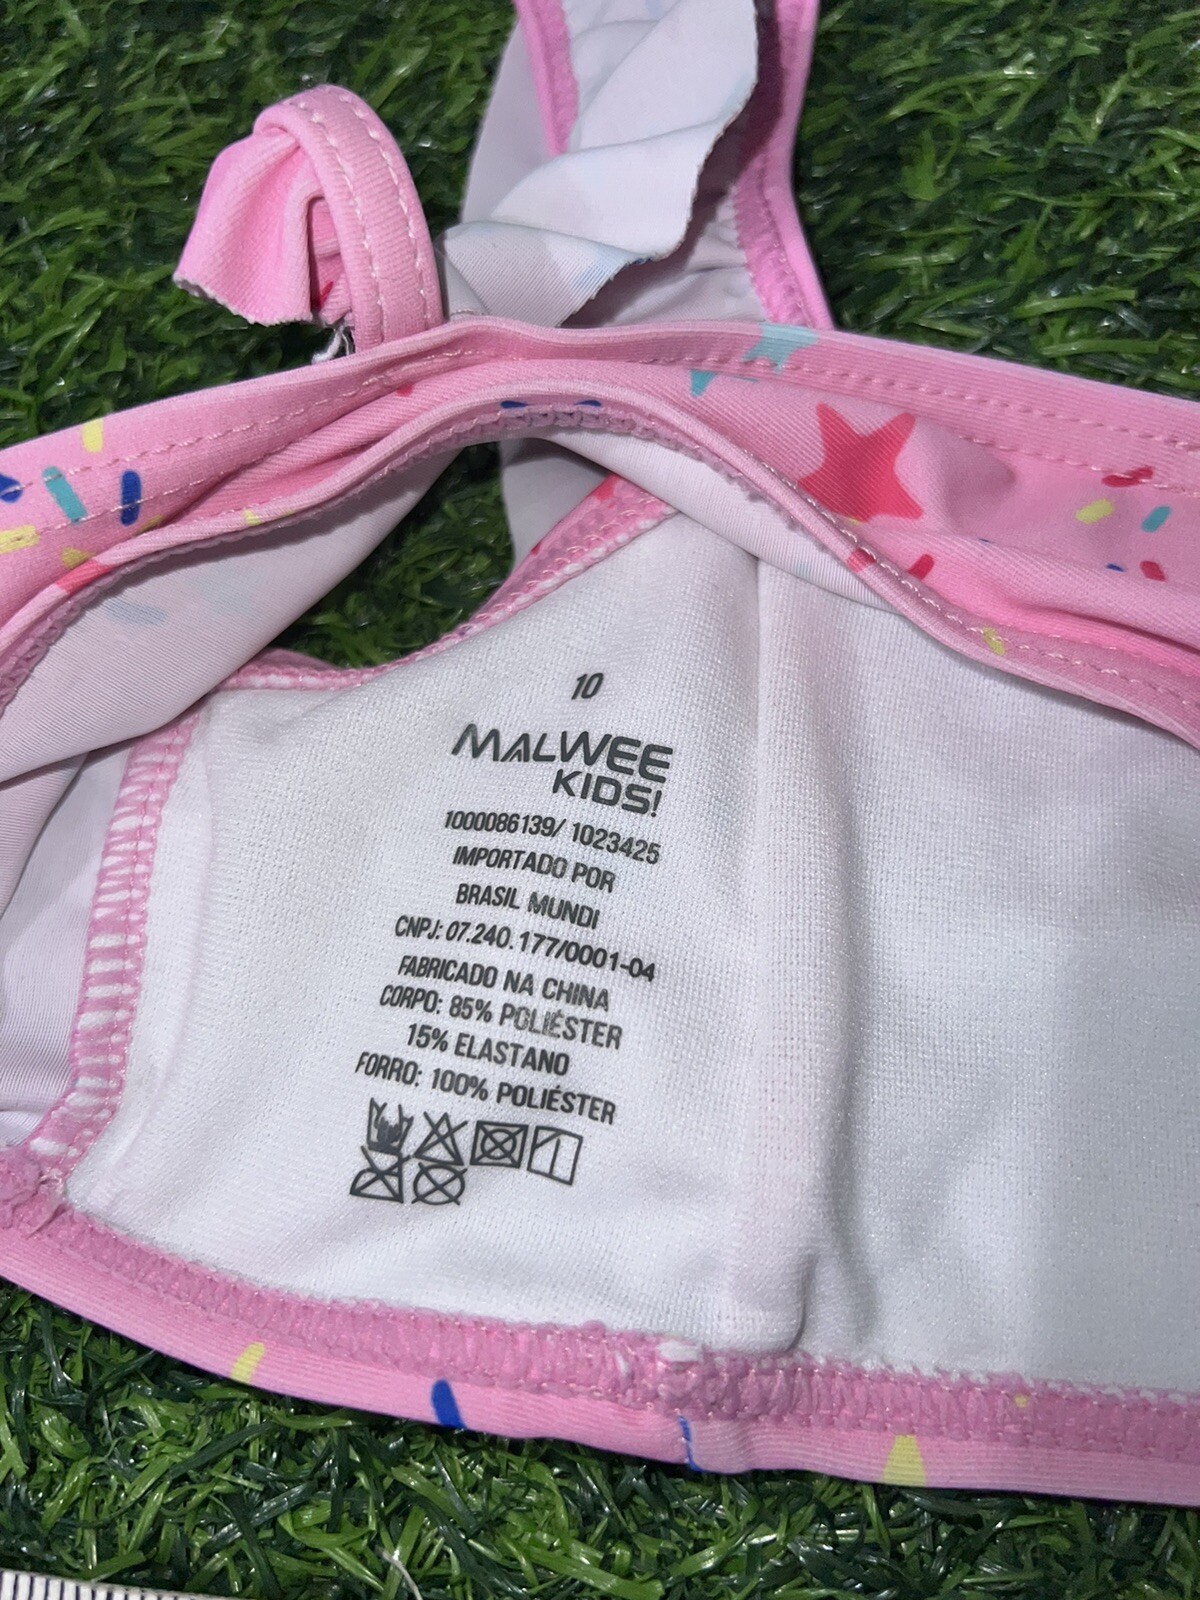 10
MALWEE
KIDS!
1000086139/ 1023425
IMPORTADO POR
BRASIL MUNDI
CNPJ: 07.240.177/0001-04
FABRICADO NA CHINA
CORPO: 85% POLIÉSTER
15% ELASTANO
FORRO: 100% POLIÉSTER